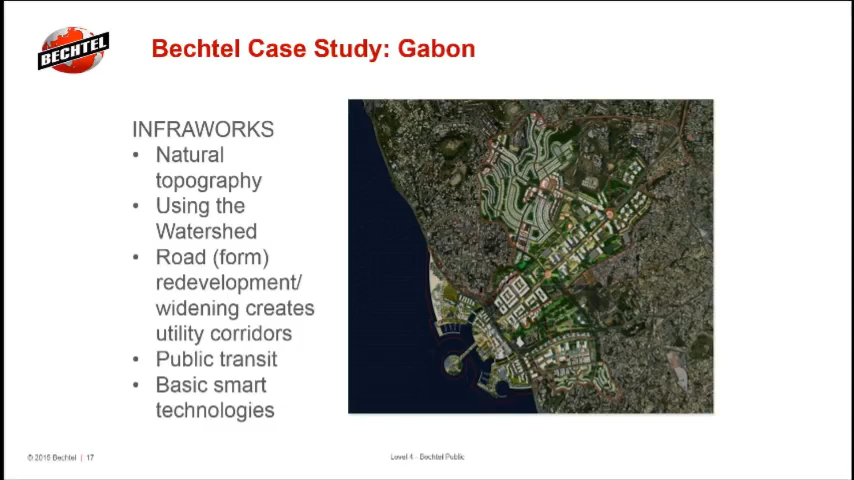 BECHTEL
Bechtel Case Study: Gabon
INFRAWORKS
• Natural
topography
• Using the
Watershed
• Road (form)
redevelopment/
widening creates
utility corridors
• Public transit
• Basic smart
technologies
© 2015 Bechtel | 17
Level 4 - Bechtel Public